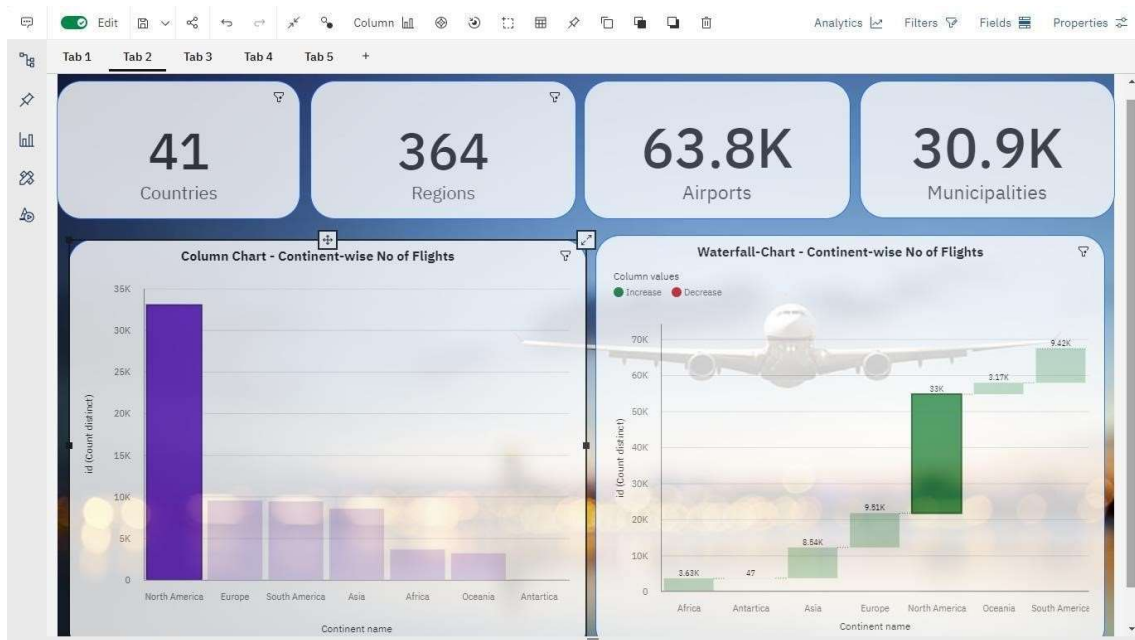 Edit
Column
Analytics
Filters
Fields
Properties
Tab 1
Tab 2
Tab 3
Tab 4
Tab 5
+
41
Countries
364
Regions
63.8K
Airports
30.9K
Municipalities
Column Chart - Continent-wise No of Flights
35K
30K
25K
20K
15K
10K
5K
0
id (Count distinct)
North America
Europe
South America
Asia
Africa
Oceania
Antartica
Continent name
Waterfall-Chart - Continent-wise No of Flights
Column values
Increase
Decrease
70K
60K
50K
40K
30K
20K
10K
0
id (Count distinct)
3.63K
47
8.54K
9.51K
33K
3.17K
9.42K
Africa
Antartica
Asia
Europe
North America
Oceania
South America
Continent name